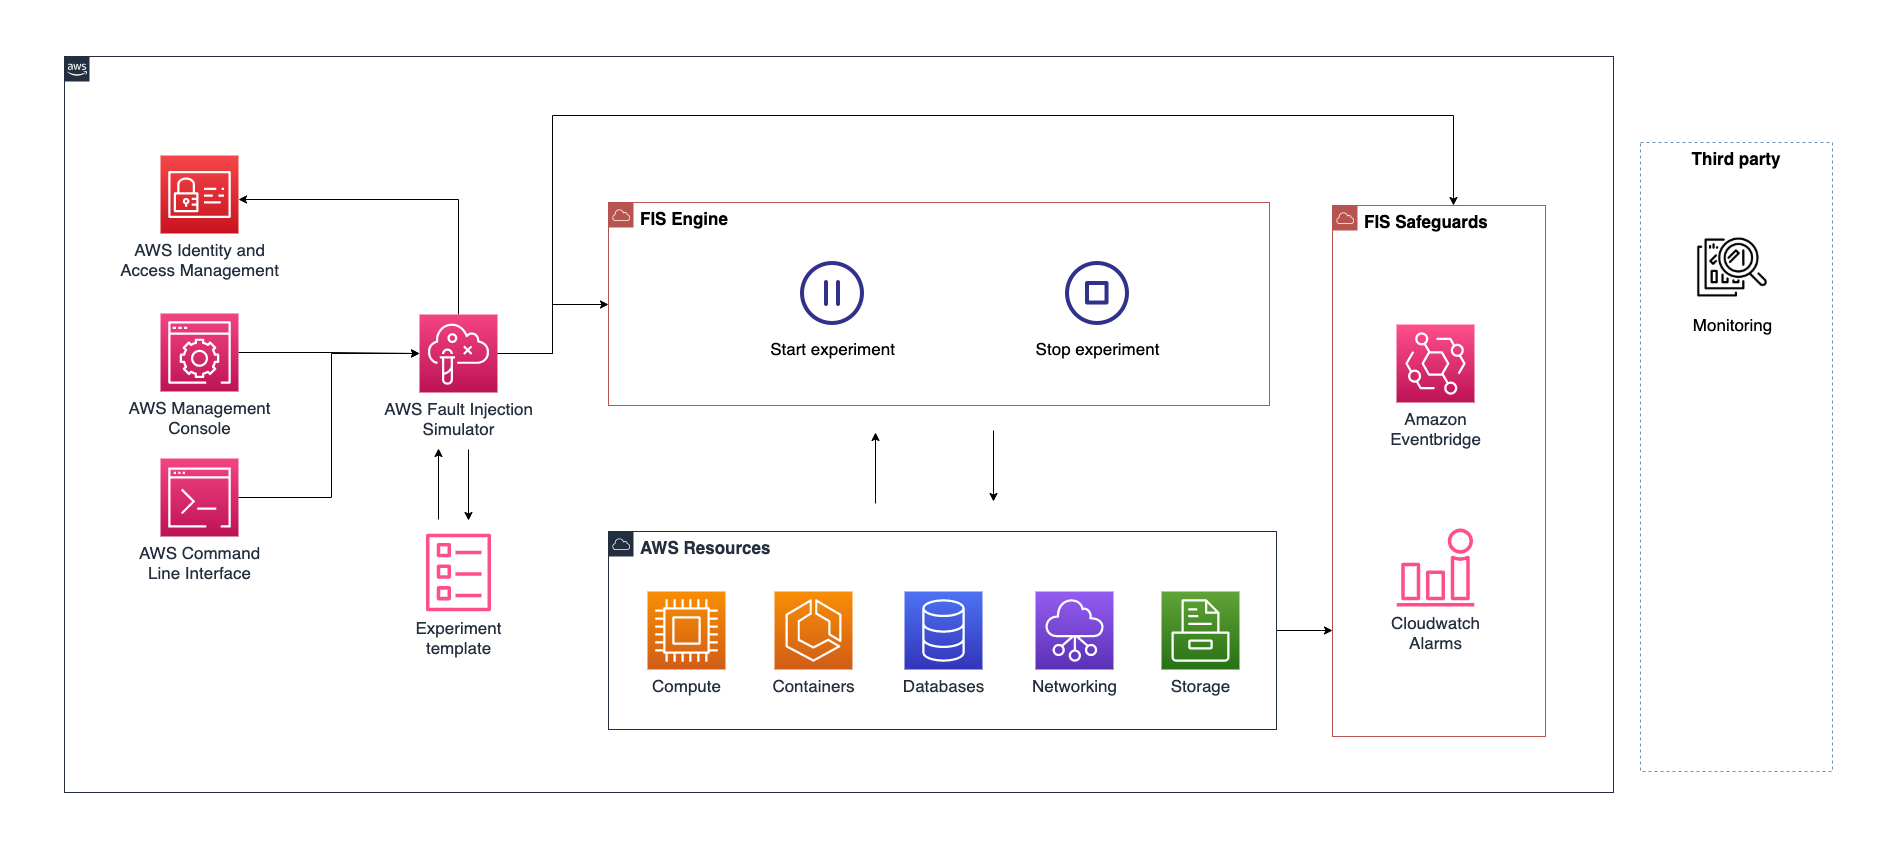 aws
AWS Identity and
Access Management
AWS Management
Console
AWS Command
Line Interface
AWS Fault Injection
Simulator
Experiment
template
FIS Engine
Start experiment
Stop experiment
AWS Resources
Compute
Containers
Databases
Networking
Storage
FIS Safeguards
Amazon
Eventbridge
Cloudwatch
Alarms
Third party
Monitoring